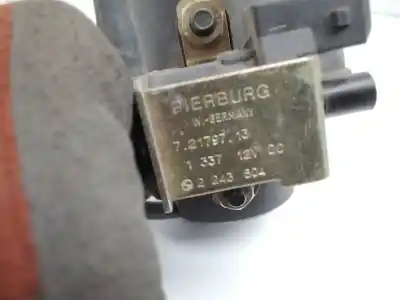 PIERBURG
W.-GERMANY
7.21797.13
1 337 12V DC
2 243 604